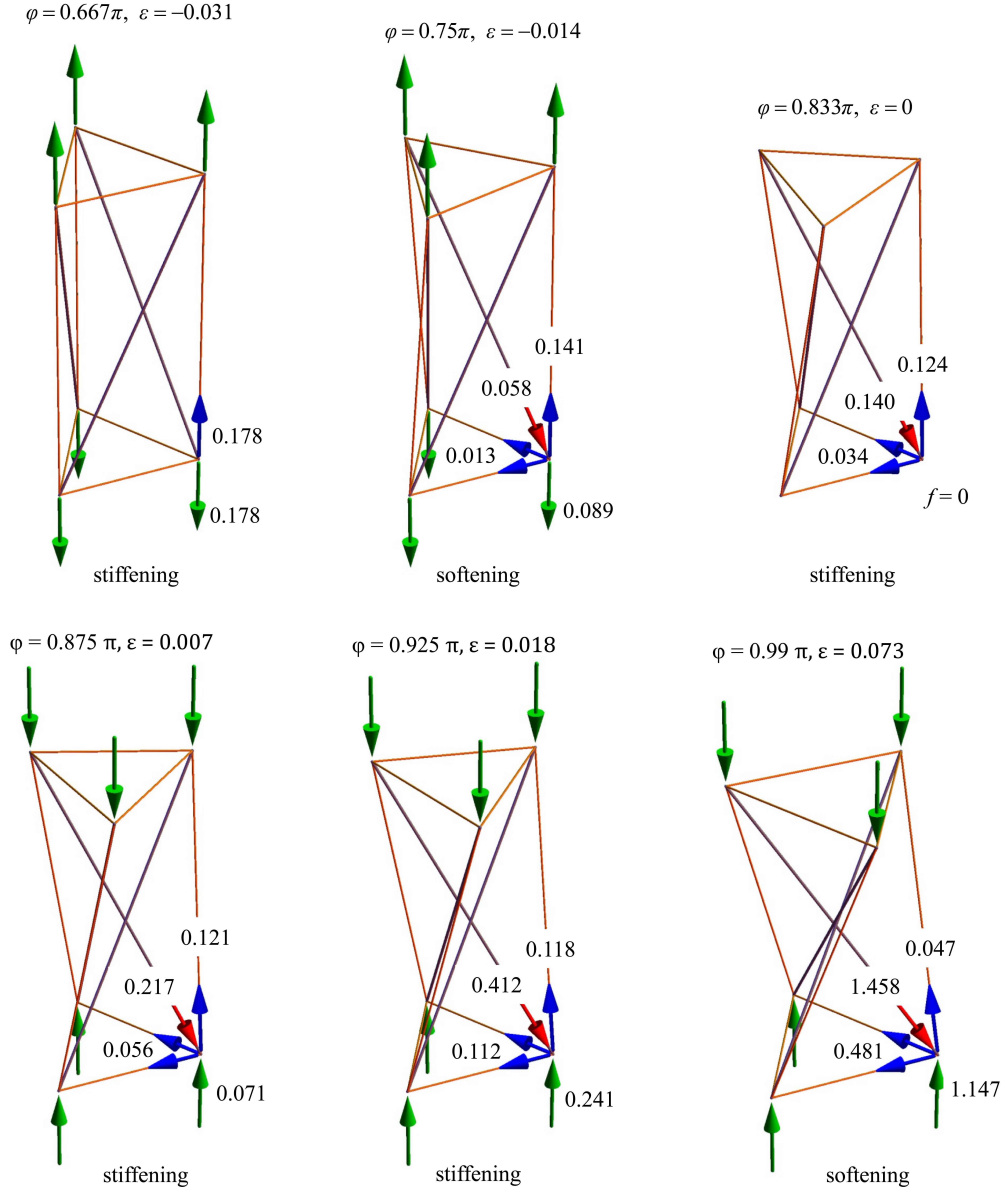 φ=0.667π, ε=−0.031
φ=0.75π, ε=−0.014
φ=0.833π, ε=0
0.178
0.178
stiffening
0.141
0.058
0.013
0.089
softening
0.124
0.140
0.034
f=0
stiffening
φ = 0.875 π, ε = 0.007
φ = 0.925 π, ε = 0.018
φ = 0.99 π, ε = 0.073
0.121
0.217
0.056
0.071
stiffening
0.118
0.412
0.112
0.241
stiffening
0.047
1.458
0.481
1.147
softening